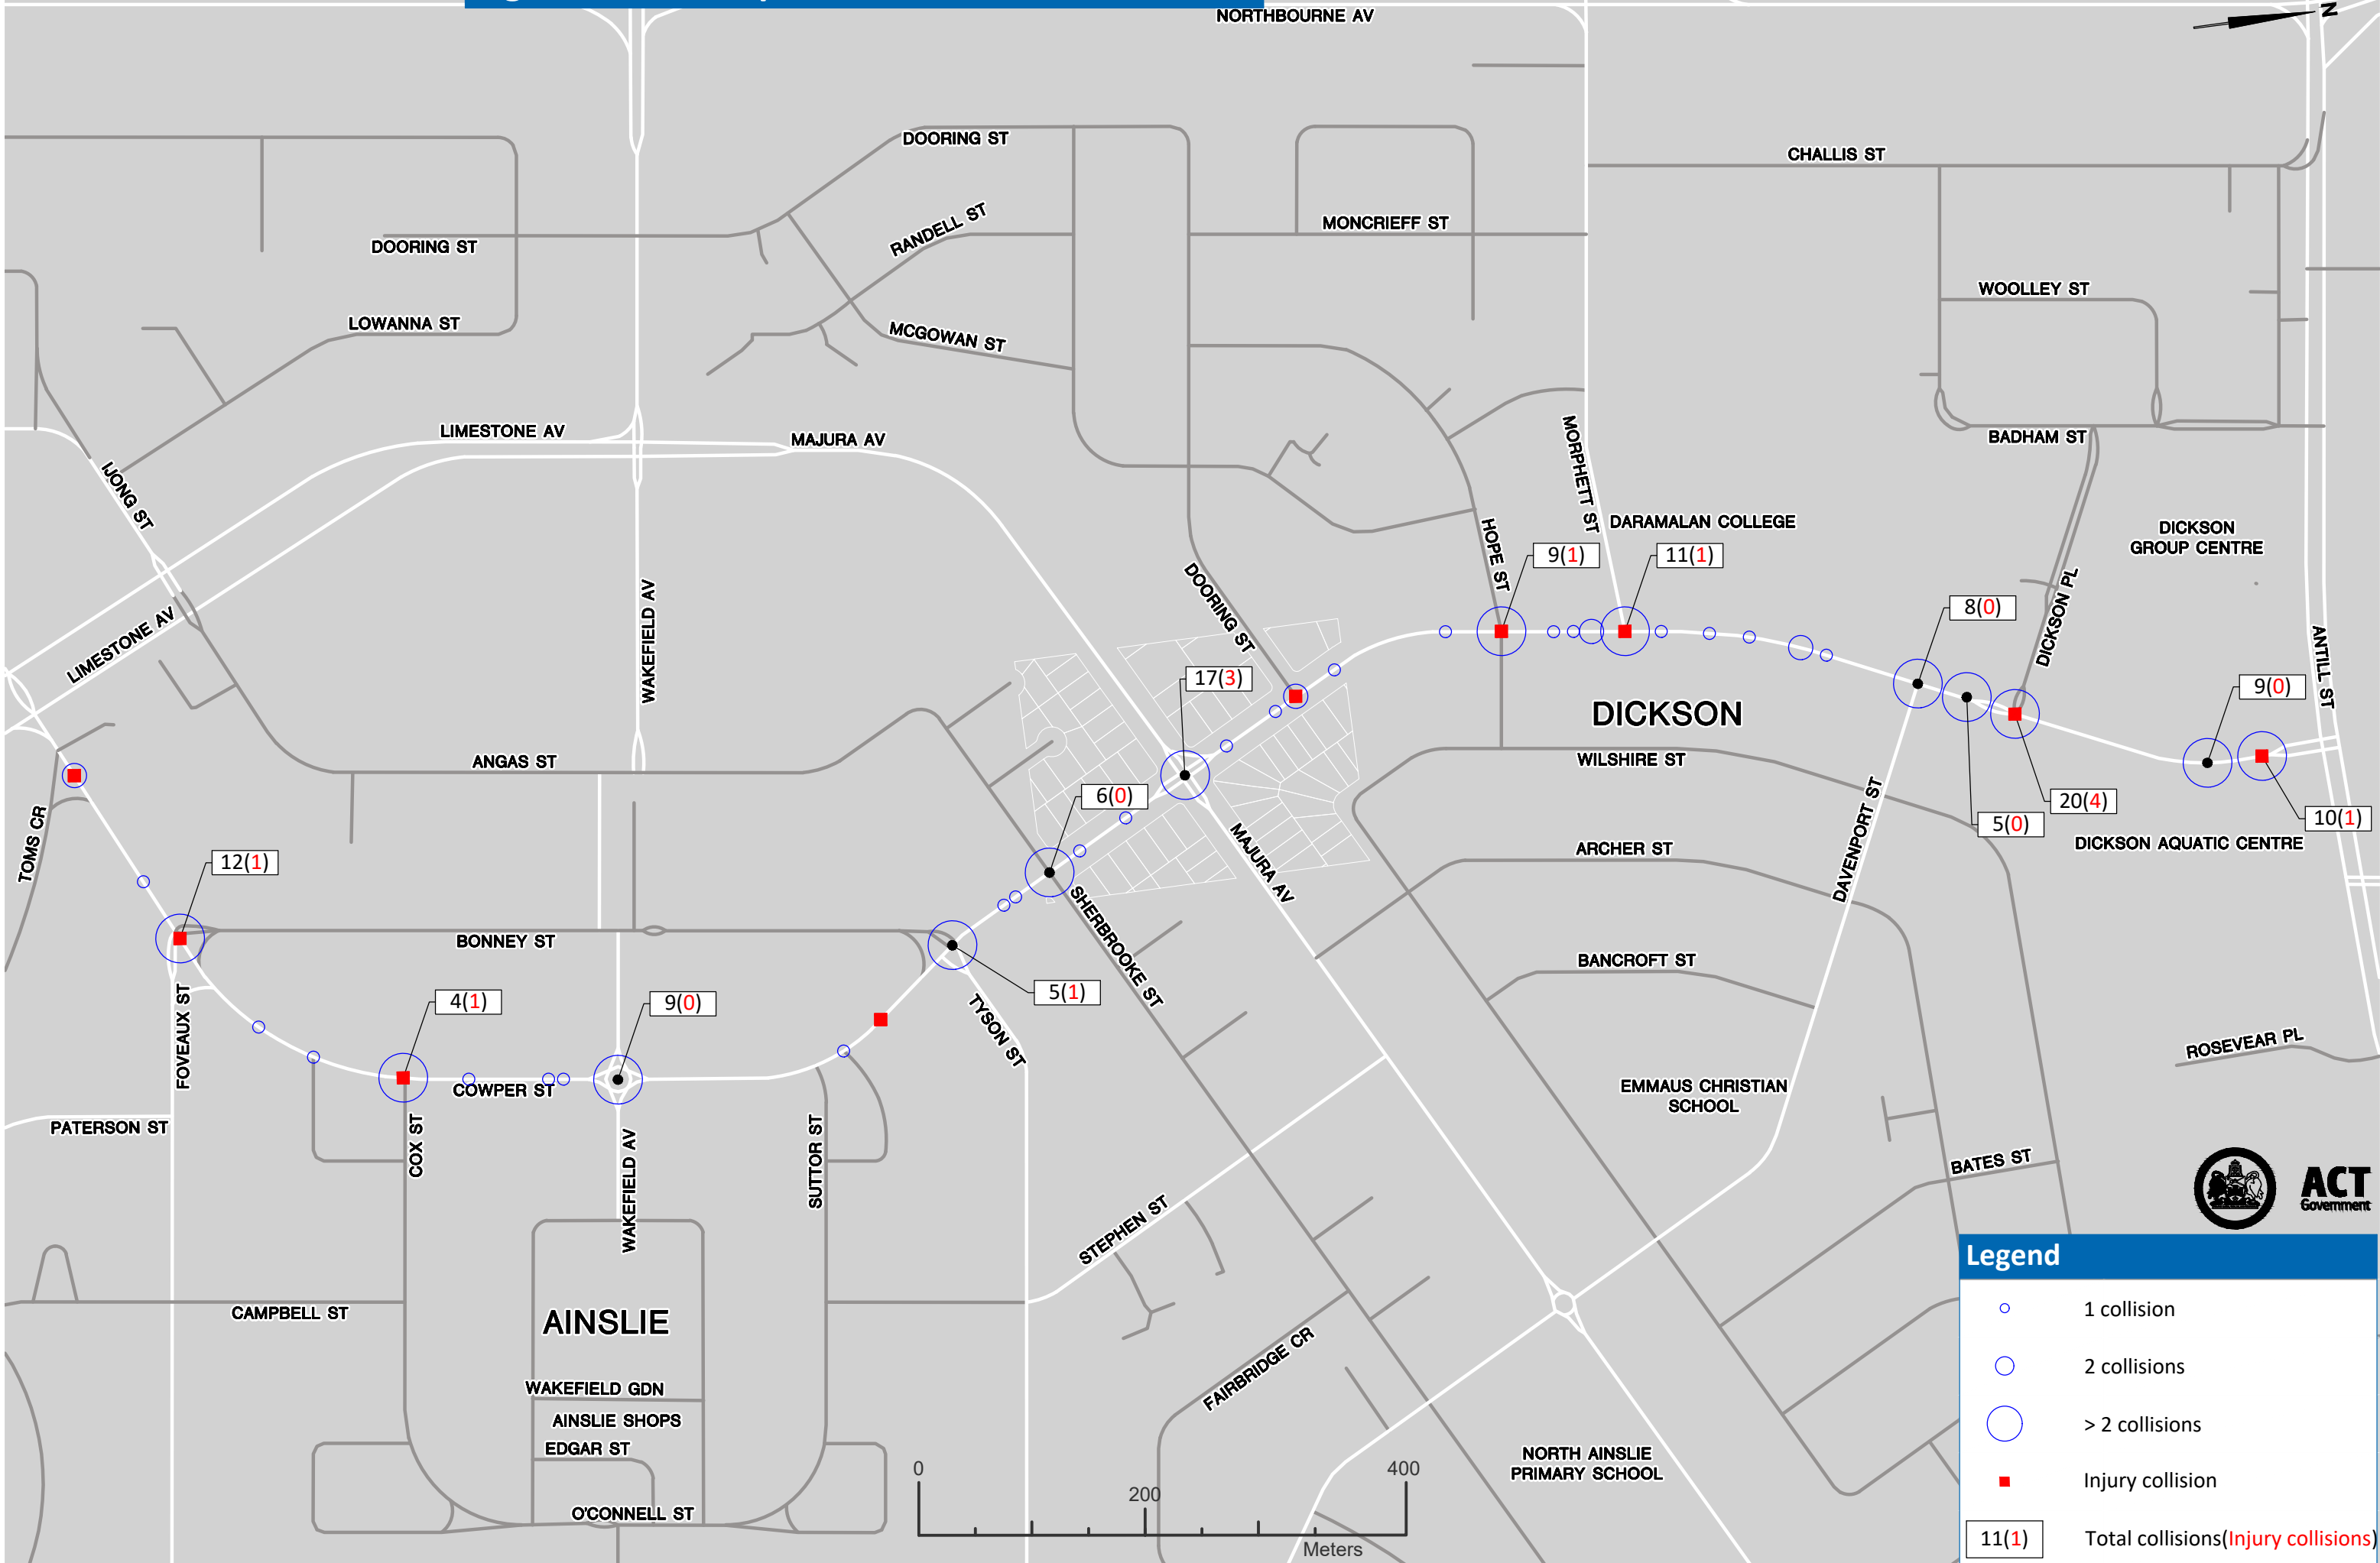 NORTHBOURNE AV
N
DOORING ST
CHALLIS ST
RANDELL ST
MONCRIEFF ST
DOORING ST
WOOLLEY ST
LOWANNA ST
MCGOWAN ST
LIMESTONE AV
MAJURA AV
BADHAM ST
MORPHETT ST
IJONG ST
DARAMALAN COLLEGE
DICKSON
GROUP CENTRE
HOPE ST
9(1)
11(1)
DOORING ST
DICKSON PL
8(0)
LIMESTONE AV
WAKEFIELD AV
ANTILL ST
17(3)
9(0)
DICKSON
ANGAS ST
WILSHIRE ST
6(0)
20(4)
5(0)
10(1)
TOMS CR
MAJURA AV
DAVENPORT ST
DICKSON AQUATIC CENTRE
ARCHER ST
12(1)
SHERBROOKE ST
BONNEY ST
BANCROFT ST
5(1)
4(1)
9(0)
FOVEAUX ST
TYSON ST
ROSEVEAR PL
COWPER ST
EMMAUS CHRISTIAN
SCHOOL
PATERSON ST
COX ST
SUTTOR ST
WAKEFIELD AV
BATES ST
ACT
Government
STEPHEN ST
Legend
1 collision
2 collisions
> 2 collisions
Injury collision
11(1)
Total collisions(Injury collisions)
CAMPBELL ST
AINSLIE
FAIRBRIDGE CR
WAKEFIELD GDN
AINSLIE SHOPS
EDGAR ST
NORTH AINSLIE
PRIMARY SCHOOL
O'CONNELL ST
0
200
400
Meters